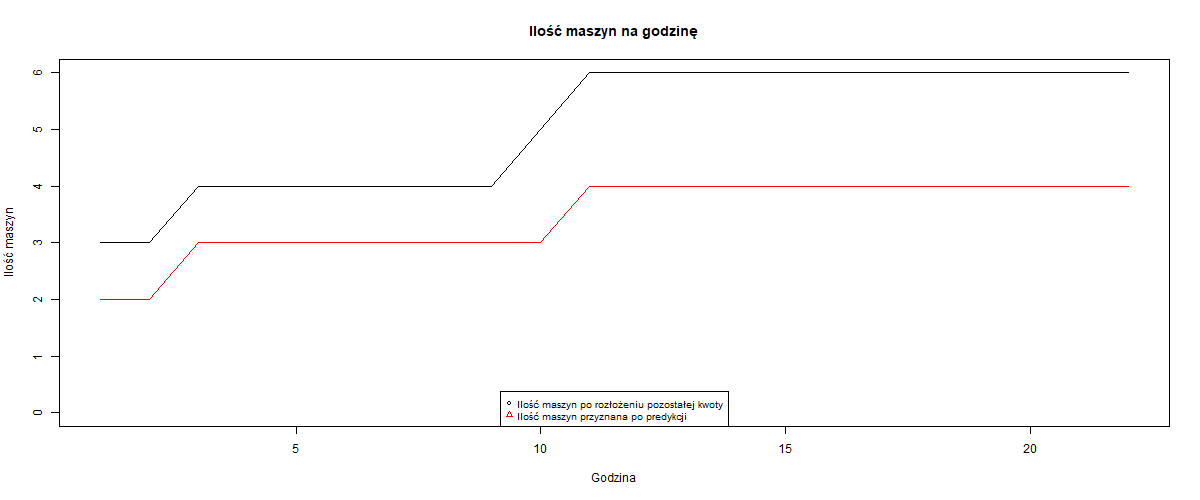 Ilość maszyn na godzinę
Ilość maszyn
6
5
4
3
2
1
0
Ilość maszyn po rozłożeniu pozostałej kwoty
Ilość maszyn przyznana po predykcji
5 10 15 20
Godzina